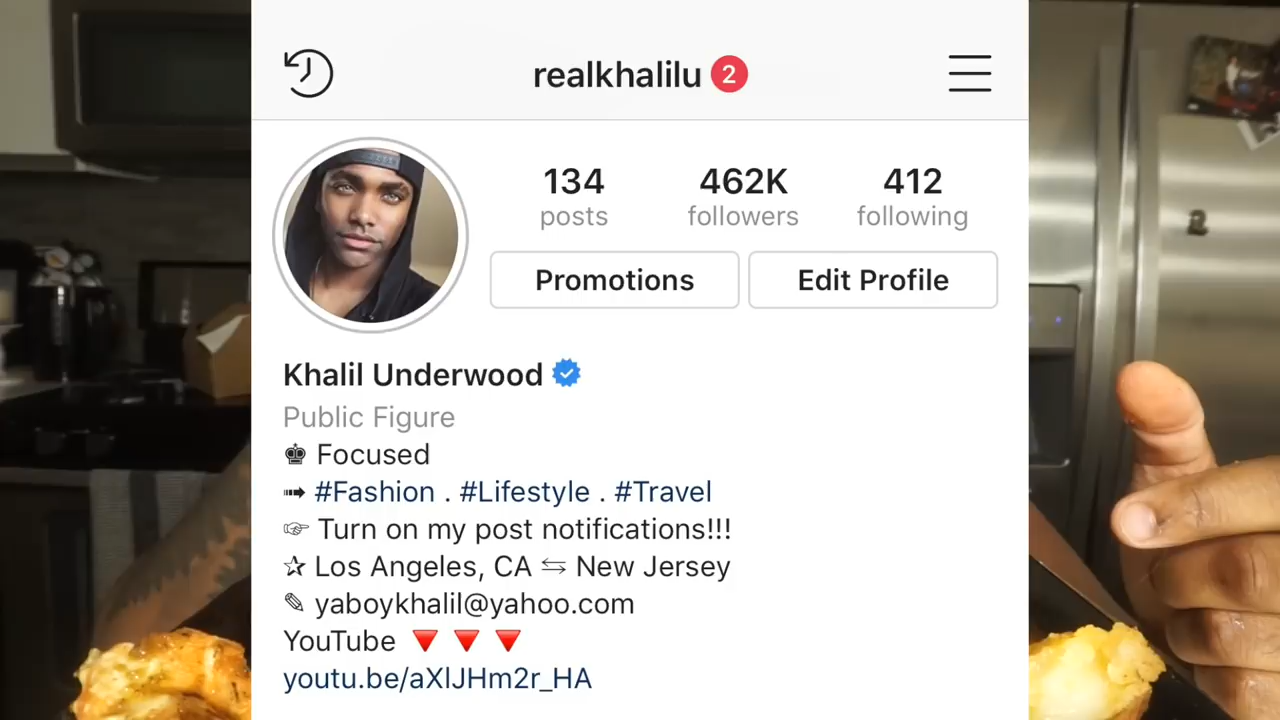 realkhalilu 2
134 462K 412
posts followers following
Promotions Edit Profile
Khalil Underwood
Public Figure
♚ Focused
➟ #Fashion . #Lifestyle . #Travel
☞ Turn on my post notifications!!!
✰ Los Angeles, CA ⇆ New Jersey
✎ yaboykhalil@yahoo.com
YouTube 🔻🔻🔻
youtu.be/aXlJHm2r_HA